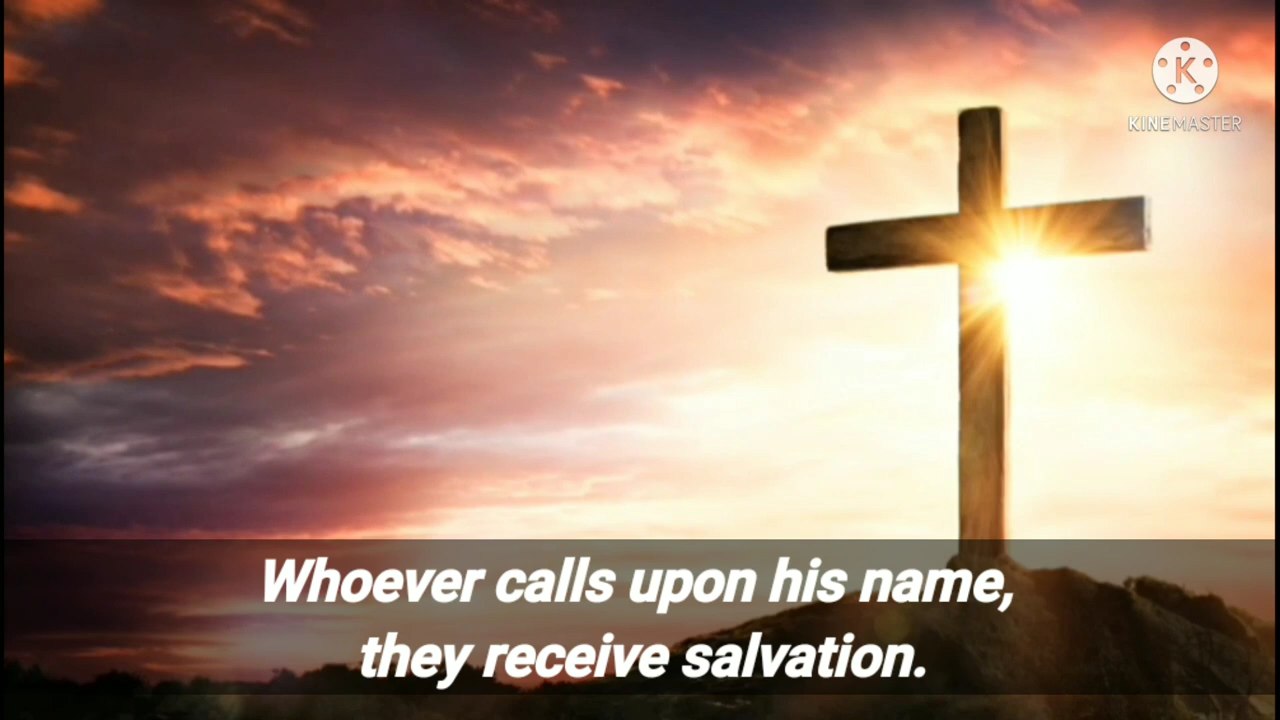 KINEMASTER
Whoever calls upon his name,
they receive salvation.